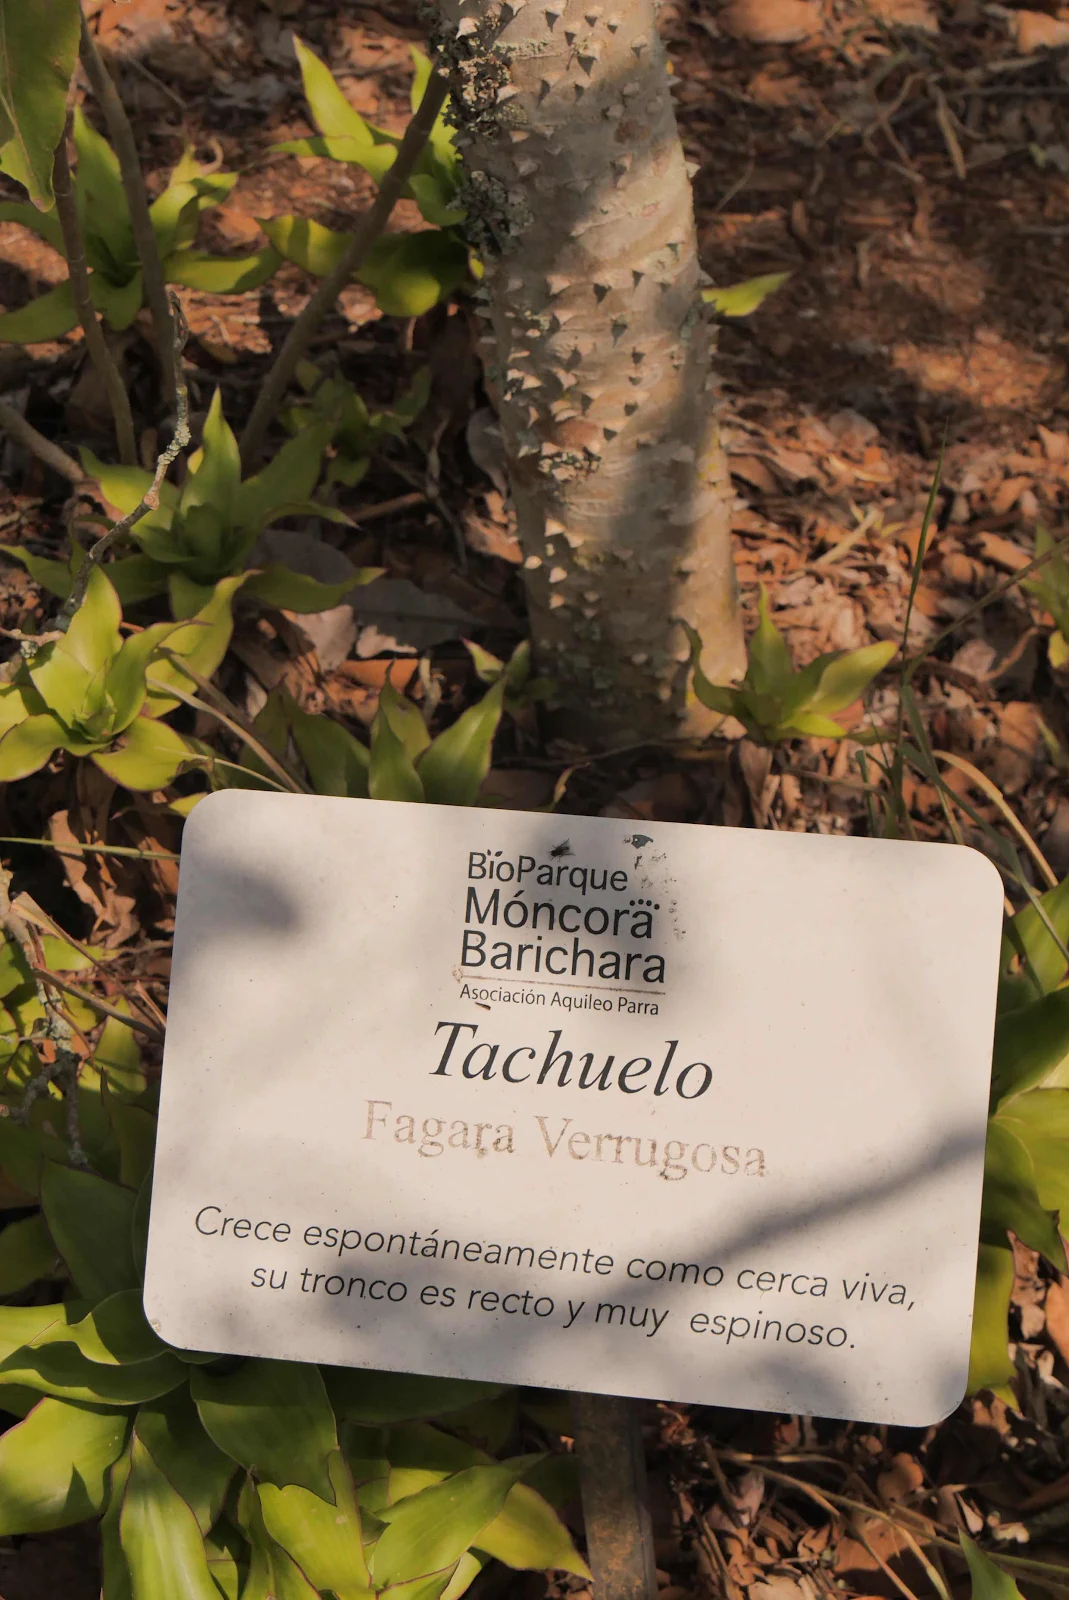 BioParque
Móncora
Barichara
Asociación Aquileo Parra
Tachuelo
Fagara Verrugosa
Crece espontáneamente como cerca viva,
su tronco es recto y muy espinoso.